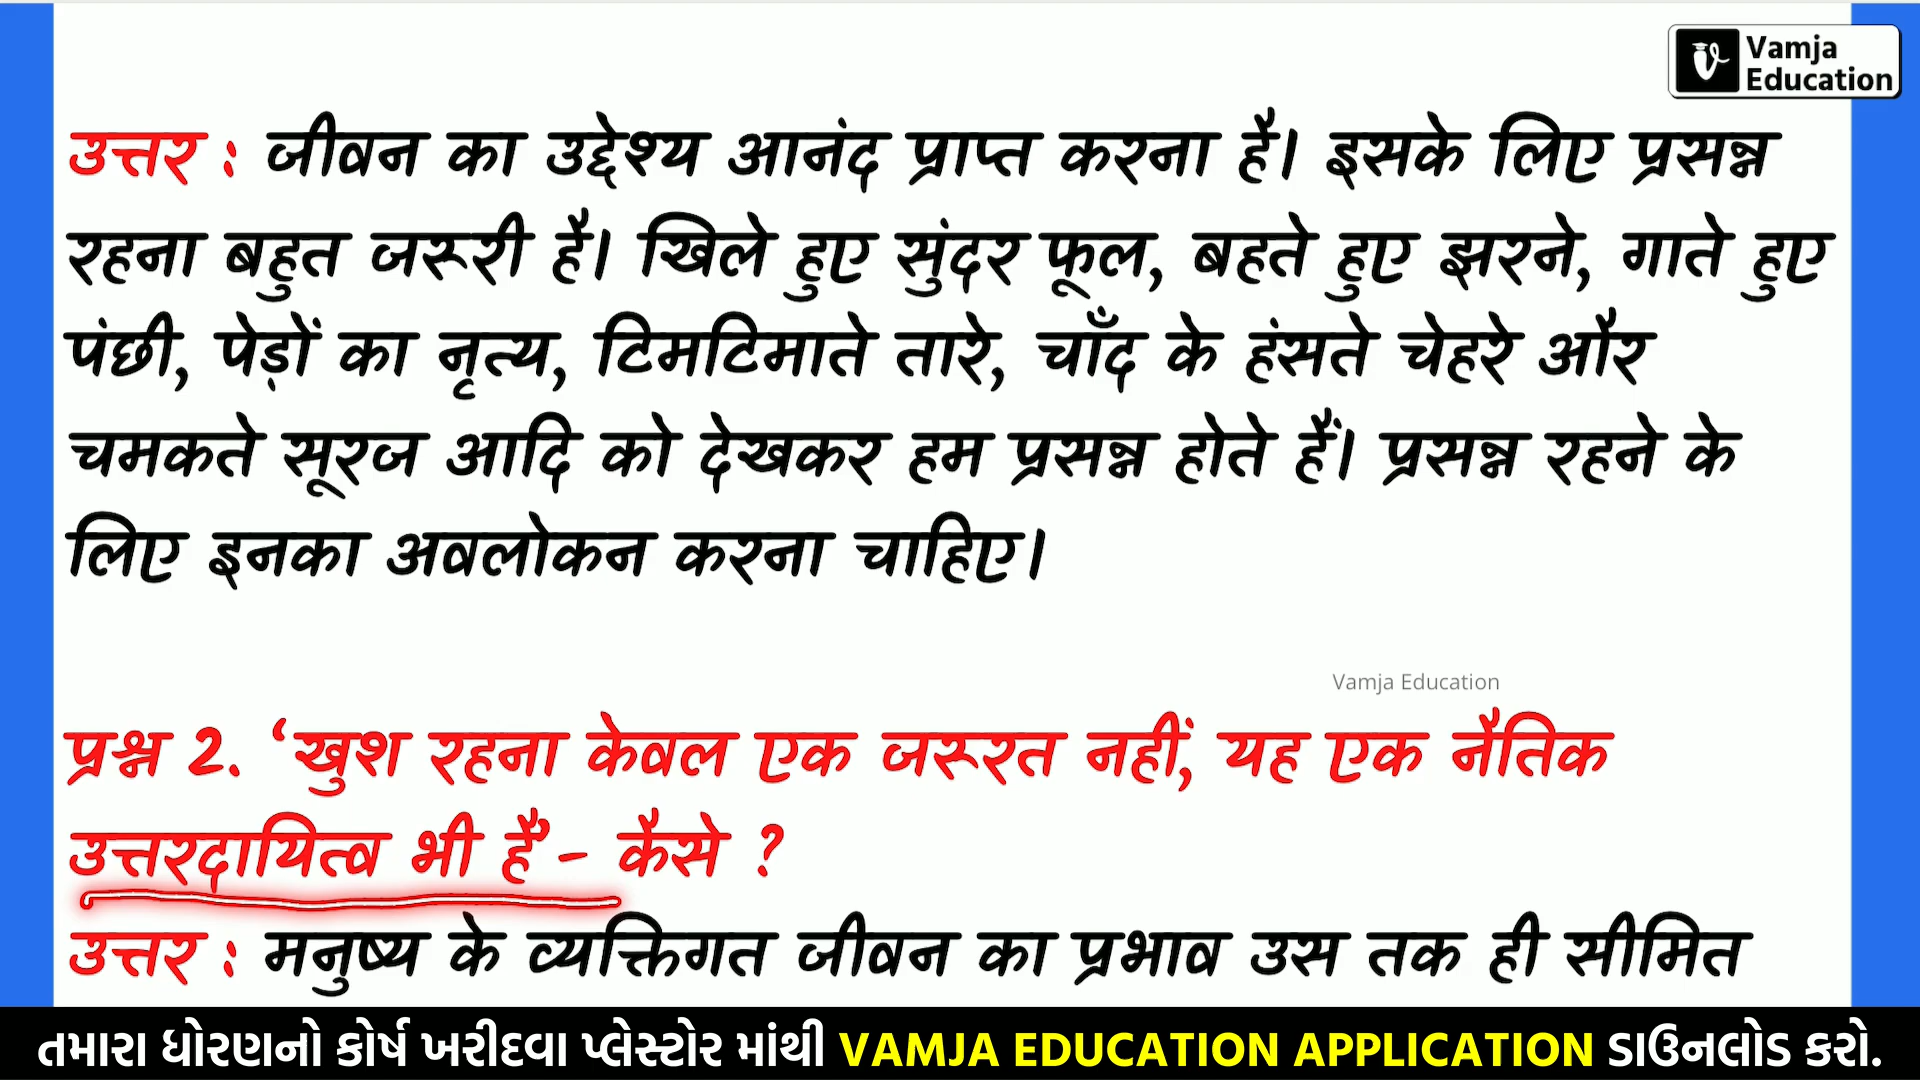 Vamja
Education
उत्तर : जीवन का उद्देश्य आनंद प्राप्त करना है। इसके लिए प्रसन्न
रहना बहुत जरूरी है। खिले हुए सुंदर फूल, बहते हुए झरने, गाते हुए
पंछी, पेड़ों का नृत्य, टिमटिमाते तारे, चाँद के हंसते चेहरे और
चमकते सूरज आदि को देखकर हम प्रसन्न होते हैं। प्रसन्न रहने के
लिए इनका अवलोकन करना चाहिए।
Vamja Education
प्रश्न 2. ‘खुश रहना केवल एक जरूरत नहीं, यह एक नैतिक
उत्तरदायित्व भी है’ - कैसे ?
उत्तर : मनुष्य के व्यक्तिगत जीवन का प्रभाव उस तक ही सीमित
તમારા ધોરણનો કોર્ષ ખરીદવા પ્લેસ્ટોર માંથી VAMJA EDUCATION APPLICATION ડાઉનલોડ કરો.